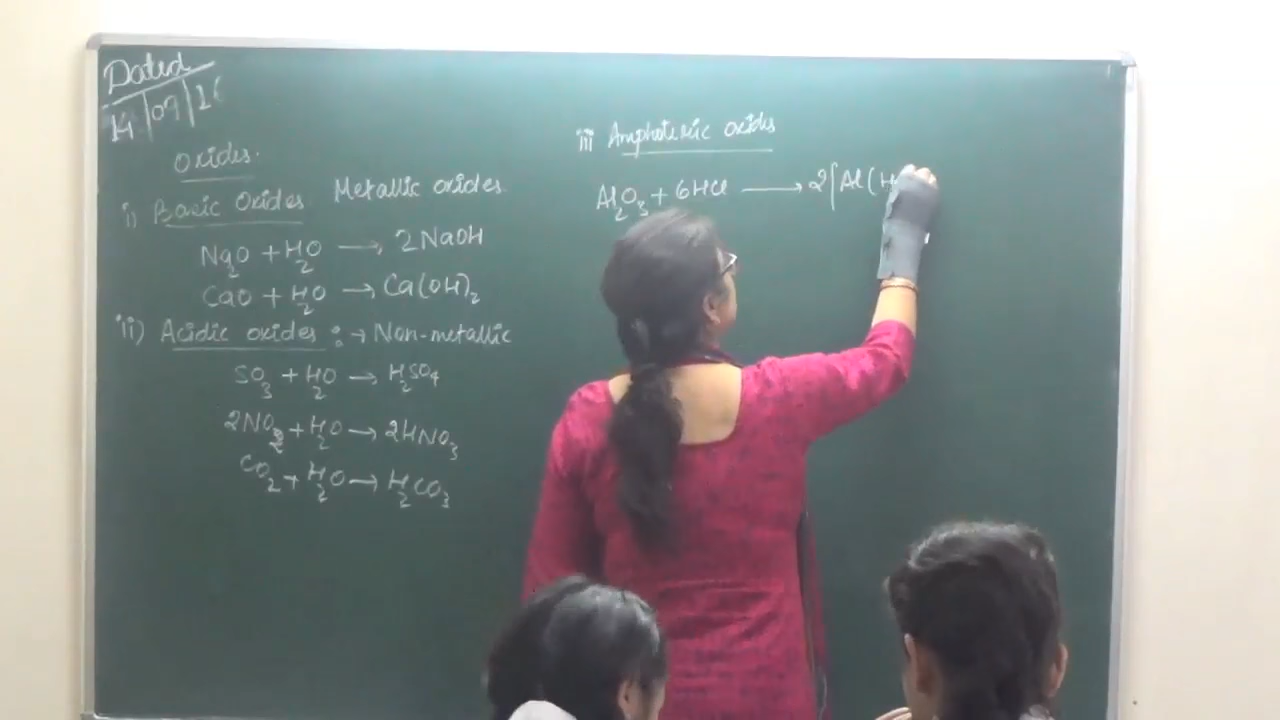 Dated
14/09/2
Oxides.
i) Basic Oxides Metallic oxides
Na2O + H2O → 2NaOH
CaO + H2O → Ca(OH)2
ii) Acidic oxides :→ Non-metallic
SO3 + H2O → H2SO4
2NO2 + H2O → 2HNO3
CO2 + H2O → H2CO3
iii Amphoteric oxides
Al2O3 + 6HCl → 2[Al(H